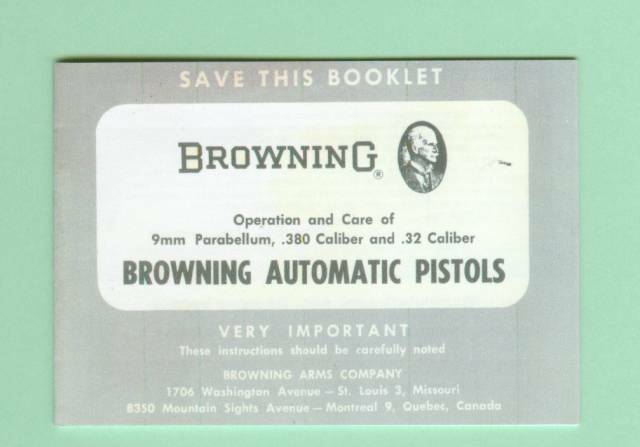 SAVE THIS BOOKLET
BROWNING®
Operation and Care of
9mm Parabellum, .380 Caliber and .32 Caliber
BROWNING AUTOMATIC PISTOLS
VERY IMPORTANT
These instructions should be carefully noted
BROWNING ARMS COMPANY
1706 Washington Avenue — St. Louis 3, Missouri
8350 Mountain Sights Avenue — Montreal 9, Quebec, Canada